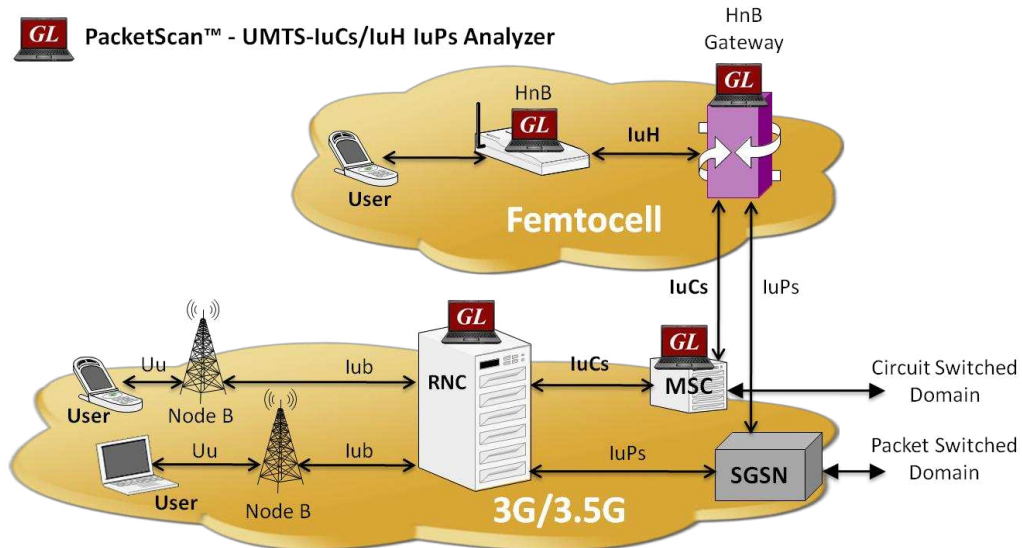 GL PacketScan™ - UMTS-IuCs/IuH IuPs Analyzer
HnB
Gateway
GL
HnB
GL
IuH
User
Femtocell
IuCs
IuPs
GL
GL
Uu
Iub
RNC
IuCs
MSC
Circuit Switched
Domain
User
Node B
Uu
Iub
IuPs
SGSN
Packet Switched
Domain
User
Node B
3G/3.5G